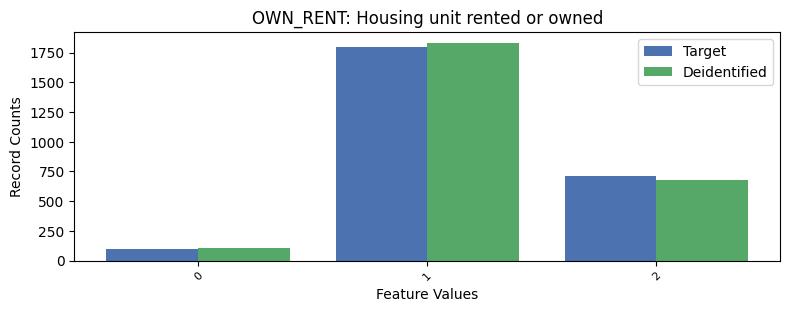 OWN_RENT: Housing unit rented or owned
Target
Deidentified
Record Counts
1750
1500
1250
1000
750
500
250
0
0
1
2
Feature Values